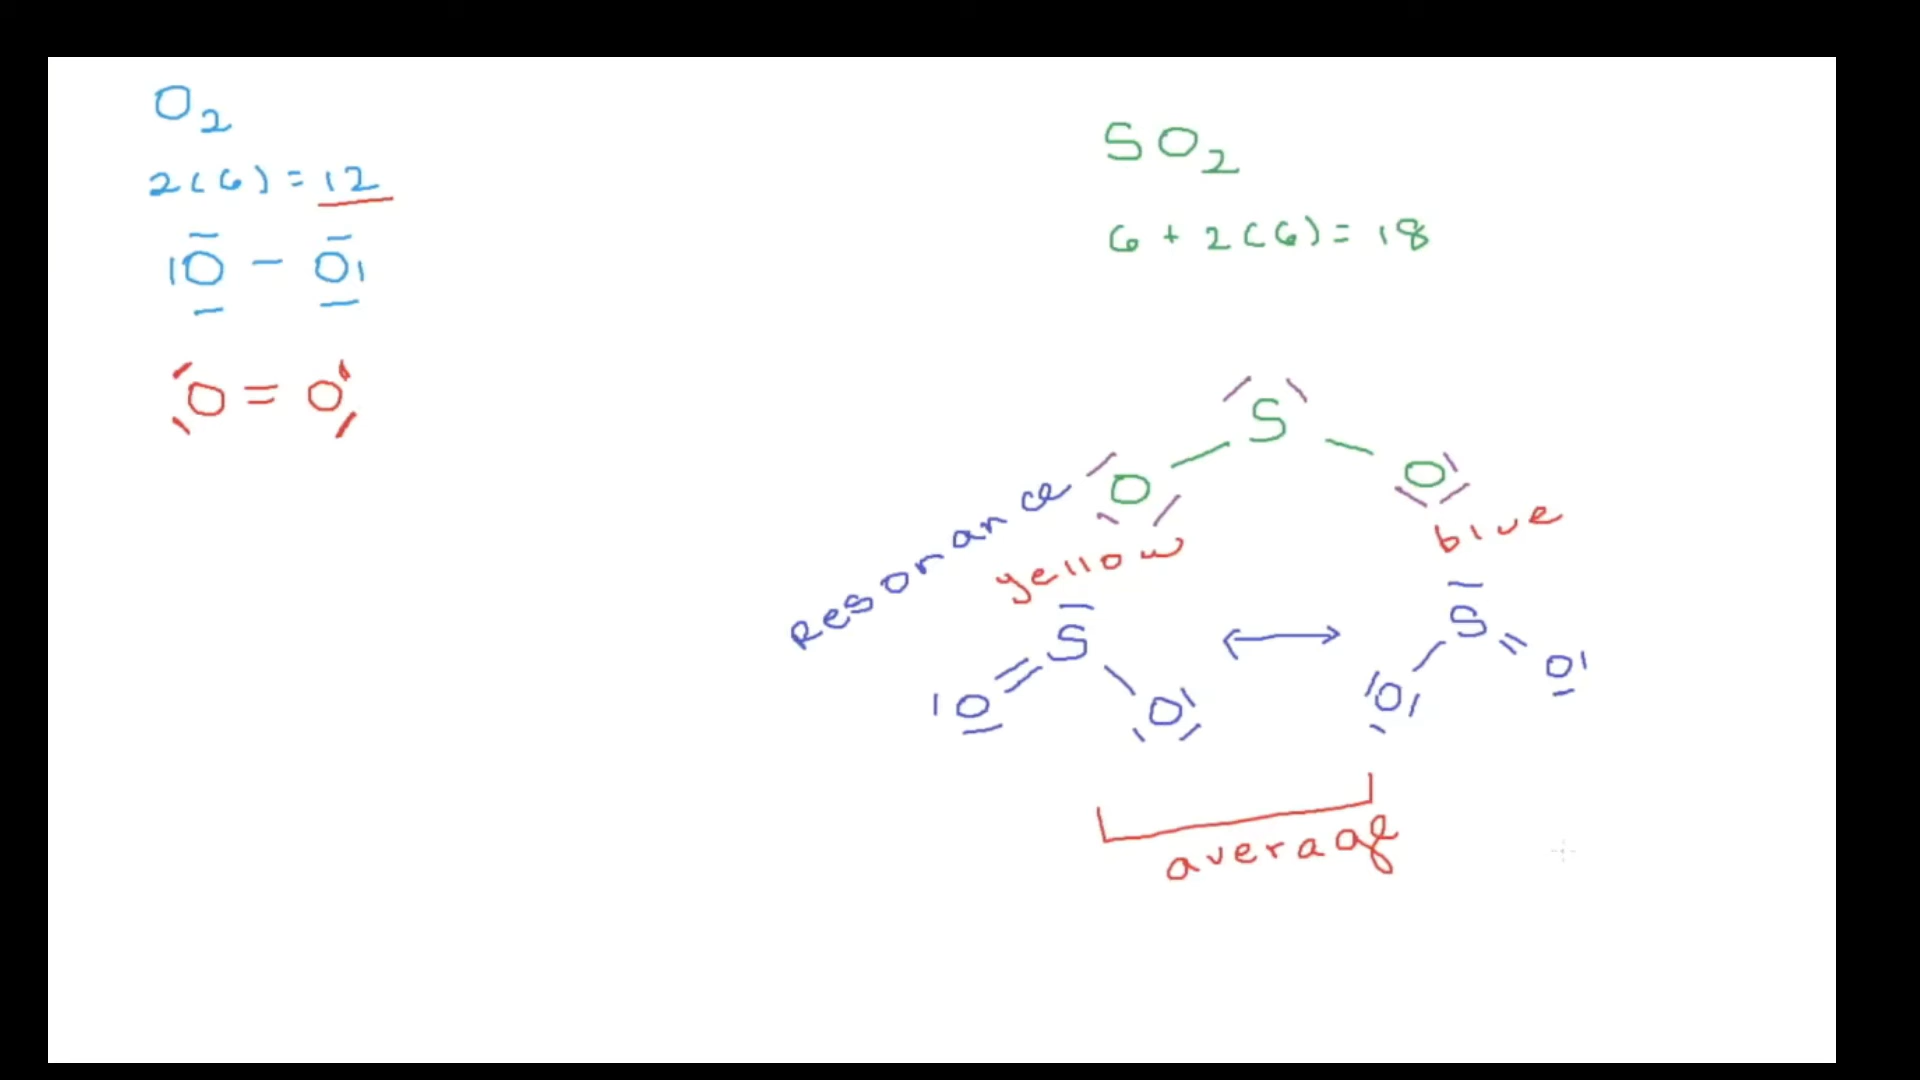 O2
2(6)=12
|O - O|
O=O
SO2
6 + 2(6) = 18
S
O O
Resonance
yellow
blue
S
O O
S
O O
average